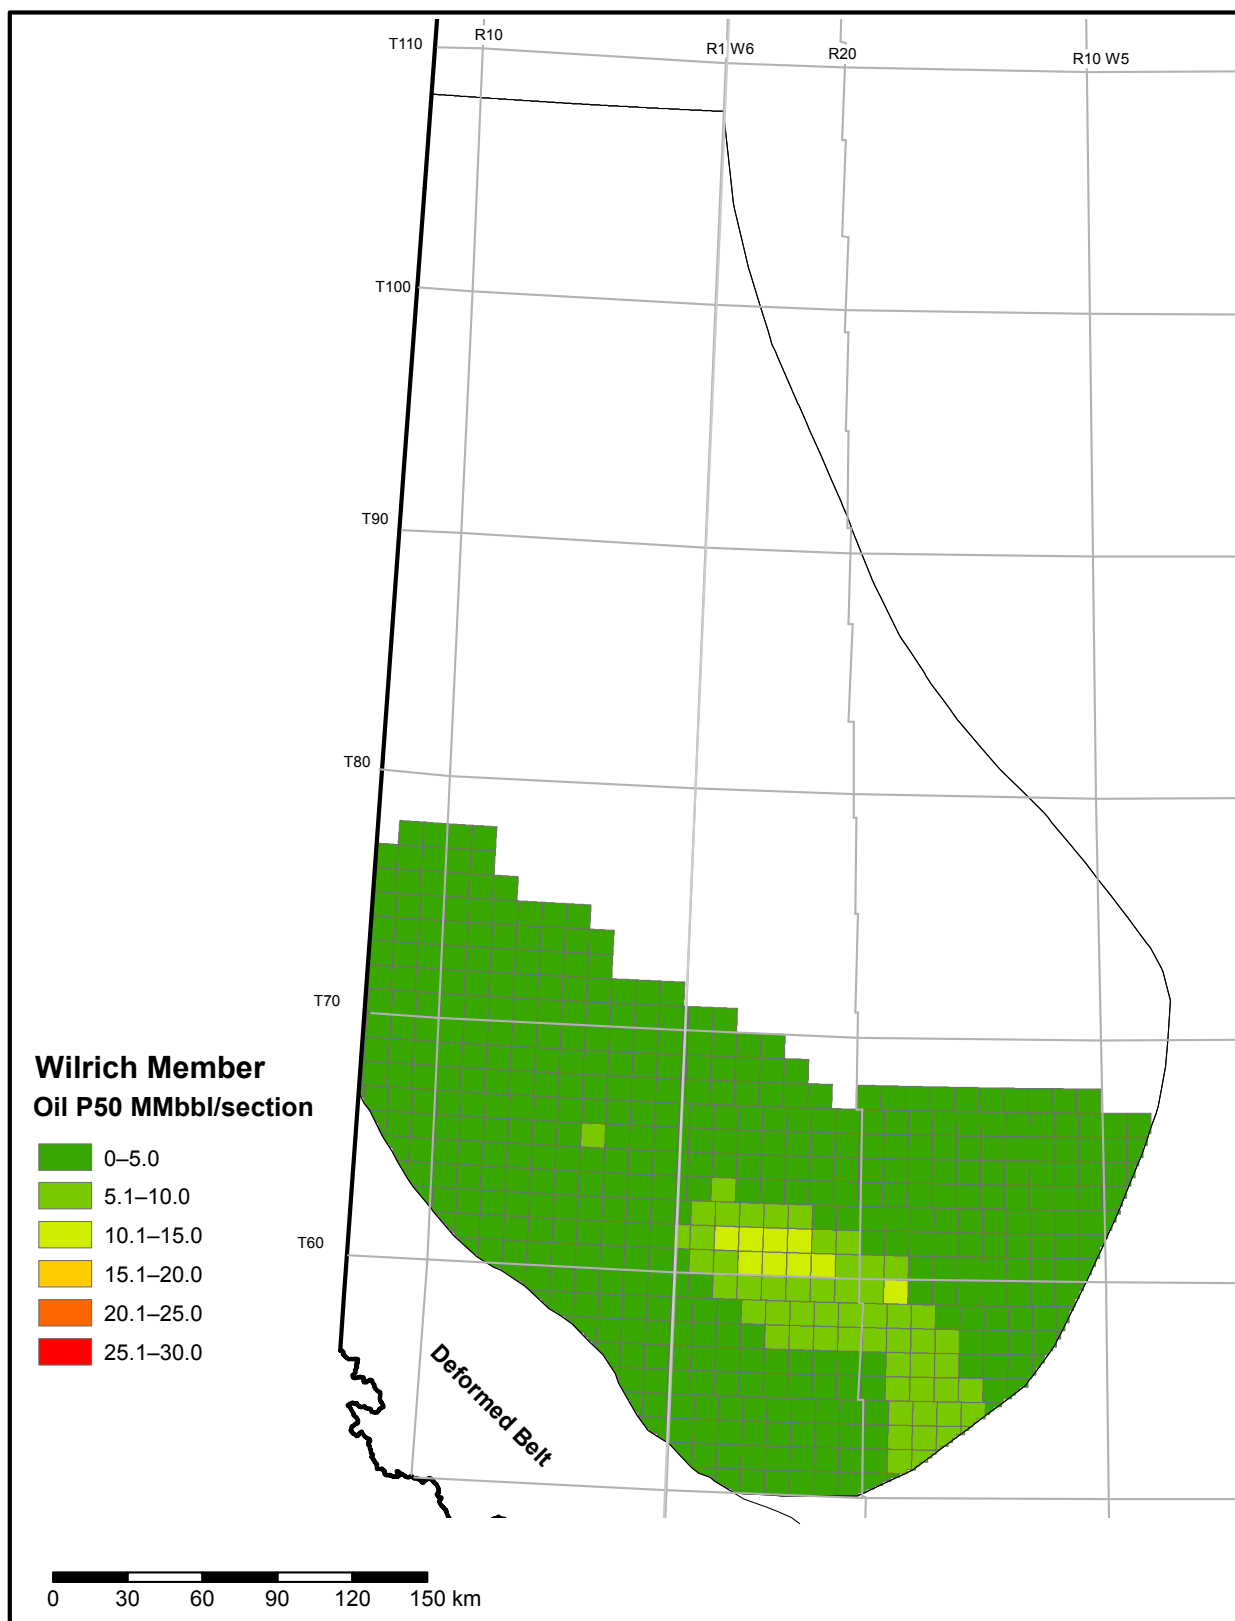 T110
R10
R1 W6
R20
R10 W5
T100
T90
T80
T70
Wilrich Member
Oil P50 MMbbl/section
0–5.0
5.1–10.0
10.1–15.0
15.1–20.0
20.1–25.0
25.1–30.0
T60
Deformed Belt
0 30 60 90 120 150 km